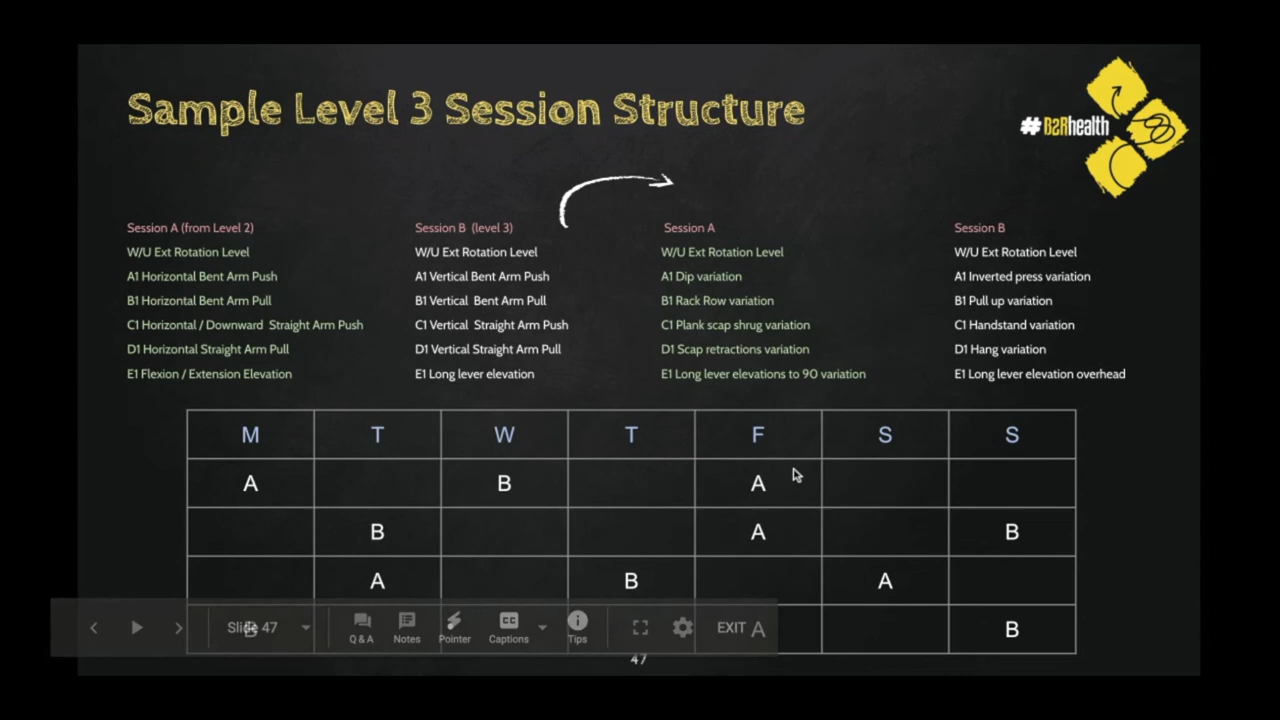 Sample Level 3 Session Structure
#B2Rhealth
Session A (from Level 2)
W/U Ext Rotation Level
A1 Horizontal Bent Arm Push
B1 Horizontal Bent Arm Pull
C1 Horizontal / Downward Straight Arm Push
D1 Horizontal Straight Arm Pull
E1 Flexion / Extension Elevation
Session B (level 3)
W/U Ext Rotation Level
A1 Vertical Bent Arm Push
B1 Vertical Bent Arm Pull
C1 Vertical Straight Arm Push
D1 Vertical Straight Arm Pull
E1 Long lever elevation
Session A
W/U Ext Rotation Level
A1 Dip variation
B1 Rack Row variation
C1 Plank scap shrug variation
D1 Scap retractions variation
E1 Long lever elevations to 90 variation
Session B
W/U Ext Rotation Level
A1 Inverted press variation
B1 Pull up variation
C1 Handstand variation
D1 Hang variation
E1 Long lever elevation overhead
M T W T F S S
A B A
B A B
A B A
B A B
Slide 47
Q & A Notes Pointer Captions Tips EXIT
47